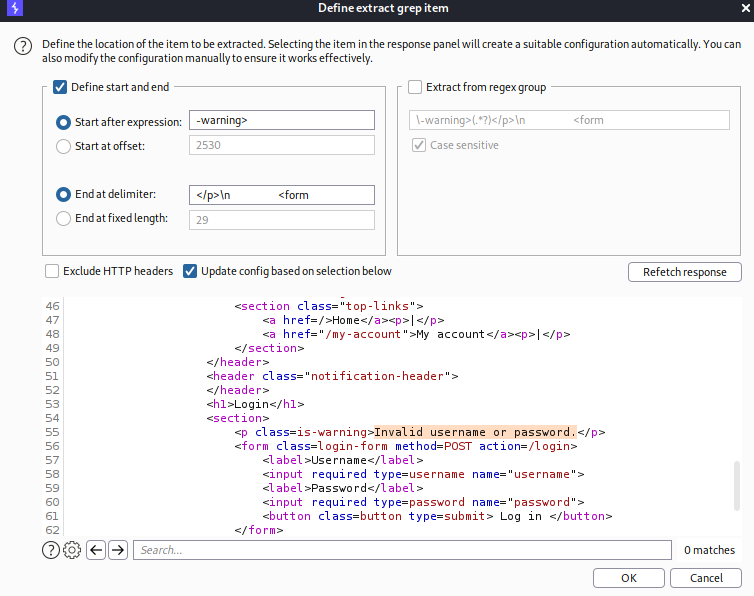 Define extract grep item
Define the location of the item to be extracted. Selecting the item in the response panel will create a suitable configuration automatically. You can
also modify the configuration manually to ensure it works effectively.
Define start and end
Start after expression: -warning>
Start at offset: 2530
End at delimiter: </p>\n                <form
End at fixed length: 29
Extract from regex group
\-warning>(.*?)</p>\n                <form
Case sensitive
Exclude HTTP headers
Update config based on selection below
Refetch response
46 <section class="top-links">
47 <a href=/>Home</a><p>|</p>
48 <a href="/my-account">My account</a><p>|</p>
49 </section>
50 </header>
51 <header class="notification-header">
52 </header>
53 <h1>Login</h1>
54 <section>
55 <p class=is-warning>Invalid username or password.</p>
56 <form class=login-form method=POST action=/login>
57 <label>Username</label>
58 <input required type=username name="username">
59 <label>Password</label>
60 <input required type=password name="password">
61 <button class=button type=submit> Log in </button>
62 </form>
Search...
0 matches
OK
Cancel